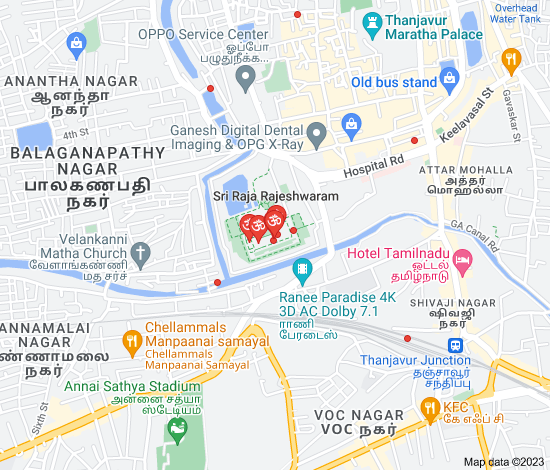 Overhead
Water Tank
Thanjavur
Maratha Palace
OPPO Service Center
ஒப்போ
பழுதுநீக்க...
Old bus stand
ANANTHA NAGAR
ஆனந்தா
நகர்
Gavaskar St
Keelavasal St
4th St
Ganesh Digital Dental
Imaging & OPG X-Ray
BALAGANAPATHY
NAGAR
பாலகணபதி
நகர்
Hospital Rd
ATTAR MOHALLA
அத்தர்
மொஹல்லா
Sri Raja Rajeshwaram
GA Canal Rd
Velankanni
Matha Church
வேளாங்கண்ணி
மாதா சர்ச்
Hotel Tamilnadu
ஓட்டல்
தமிழ்நாடு
Ranee Paradise 4K
3D AC Dolby 7.1
ராணி
பேரடைஸ்
SHIVAJI NAGAR
ஷிவஜி
நகர்
ANNAMALAI
NAGAR
ண்ணாமலை
நகர்
Chellammals
Manpaanai samayal
Chellammals
Manpaanai Samayal
Thanjavur Junction
தஞ்சாவூர்
சந்திப்பு
Annai Sathya Stadium
அன்னை சத்யா
ஸ்டேடியம்
Sixth St
VOC NAGAR
VOC நகர்
KFC
கே எஃப் சி
Map data ©2023